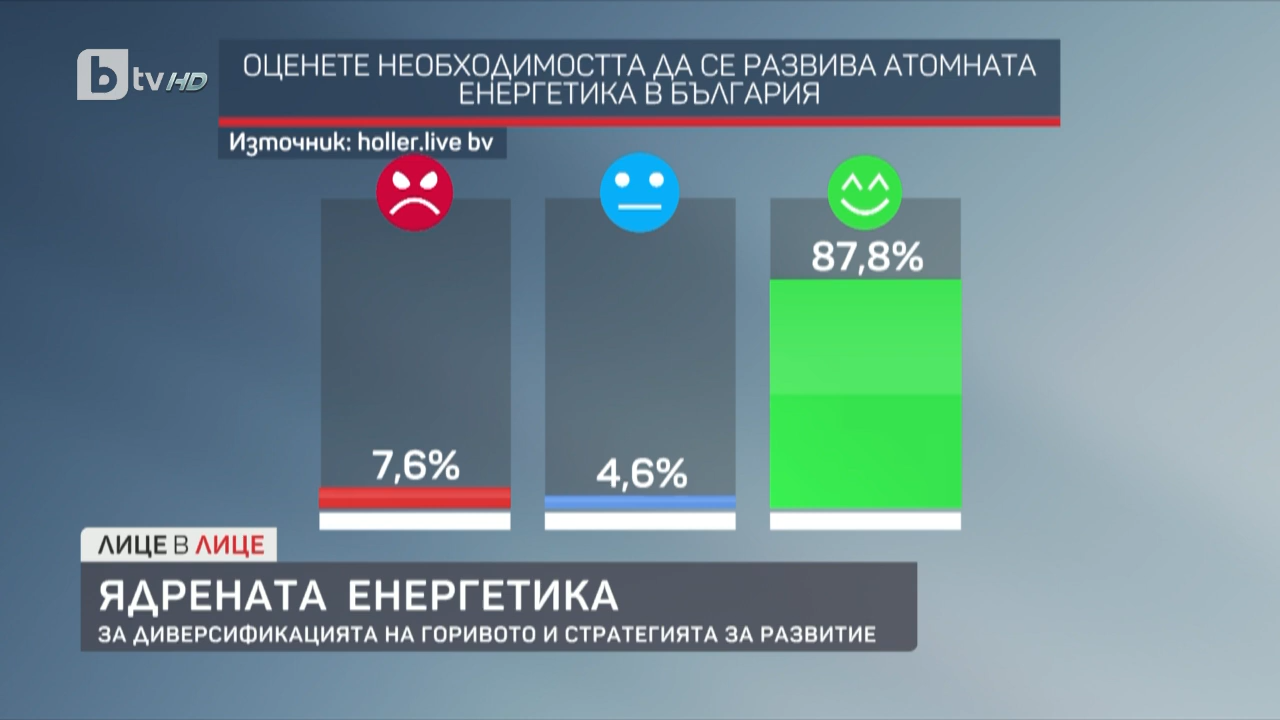 btv HD
ОЦЕНЕТЕ НЕОБХОДИМОСТТА ДА СЕ РАЗВИВА АТОМНАТА
ЕНЕРГЕТИКА В БЪЛГАРИЯ
Източник: holler.live bv
87,8%
7,6%
4,6%
ЛИЦЕ В ЛИЦЕ
ЯДРЕНАТА ЕНЕРГЕТИКА
ЗА ДИВЕРСИФИКАЦИЯТА НА ГОРИВОТО И СТРАТЕГИЯТА ЗА РАЗВИТИЕ